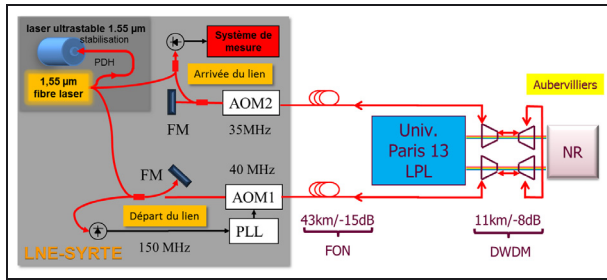 laser ultrastable 1.55 µm
stabilisation
PDH
1,55 µm
fibre laser
Système de
mesure
Arrivée du lien
FM
AOM2
35MHz
Aubervilliers
Univ.
Paris 13
LPL
NR
40 MHz
FM
AOM1
Départ du lien
150 MHz
PLL
LNE-SYRTE
43km/-15dB
FON
11km/-8dB
DWDM